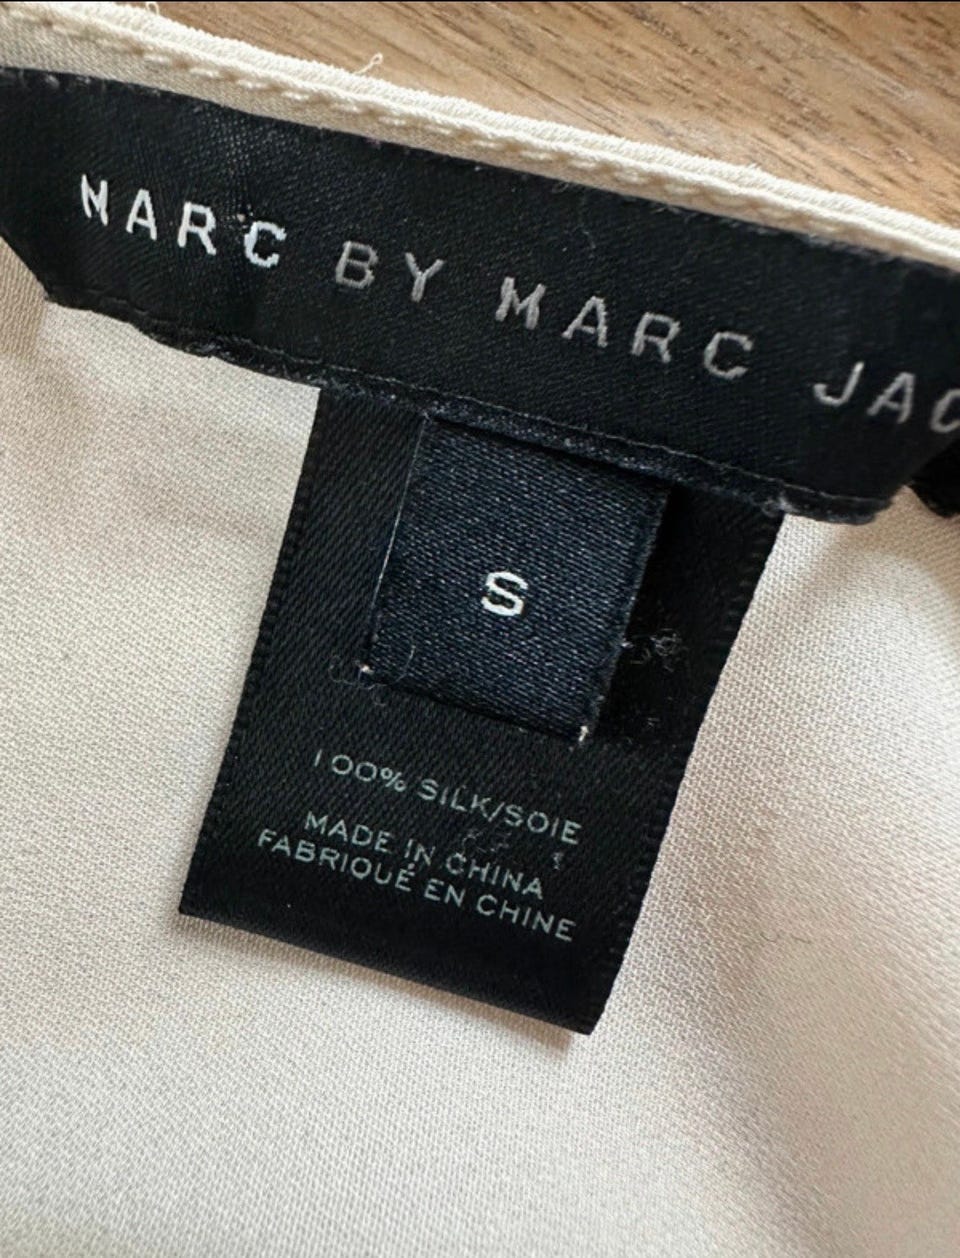 MARC BY MARC JAC
S
100% SILK/SOIE
MADE IN CHINA
FABRIQUÉ EN CHINE